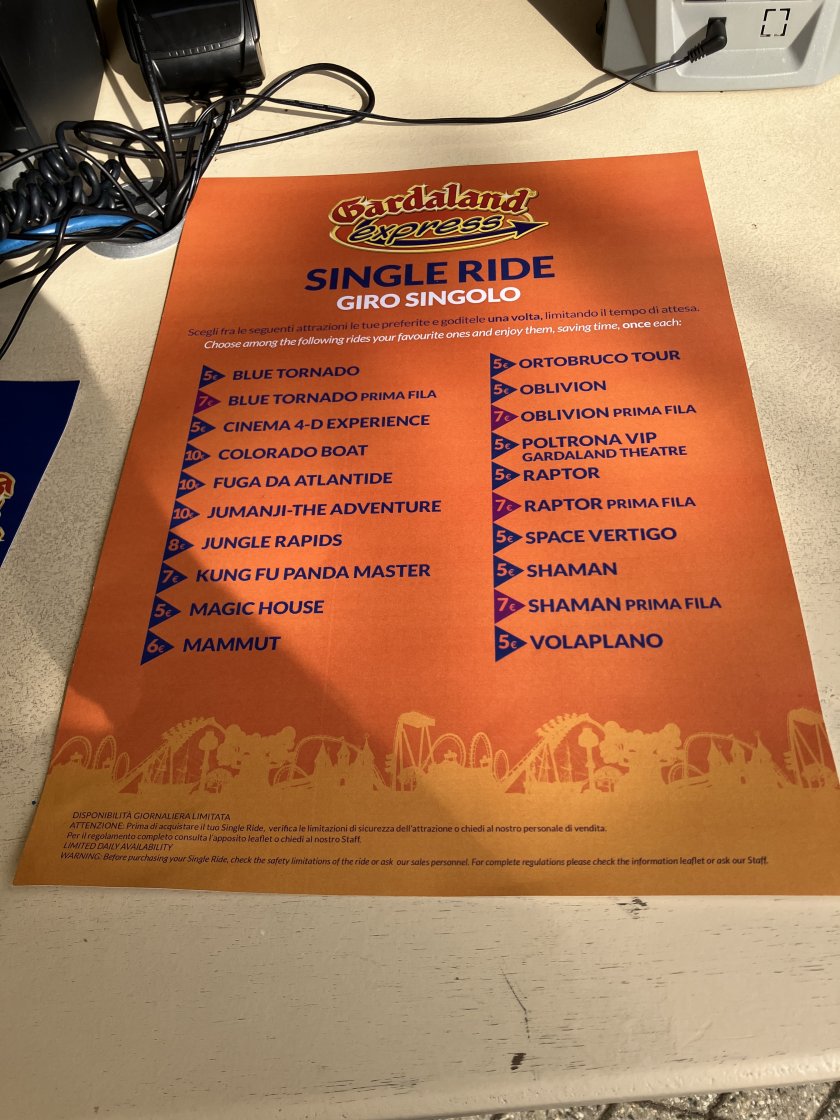 Gardaland
express
SINGLE RIDE
GIRO SINGOLO
Scegli fra le seguenti attrazioni le tue preferite e goditele una volta, limitando il tempo di attesa.
Choose among the following rides your favourite ones and enjoy them, saving time, once each:
5€ BLUE TORNADO
7€ BLUE TORNADO PRIMA FILA
5€ CINEMA 4-D EXPERIENCE
10€ COLORADO BOAT
10€ FUGA DA ATLANTIDE
10€ JUMANJI-THE ADVENTURE
8€ JUNGLE RAPIDS
7€ KUNG FU PANDA MASTER
5€ MAGIC HOUSE
6€ MAMMUT
5€ ORTOBRUCO TOUR
5€ OBLIVION
7€ OBLIVION PRIMA FILA
5€ POLTRONA VIP
GARDALAND THEATRE
5€ RAPTOR
7€ RAPTOR PRIMA FILA
5€ SPACE VERTIGO
5€ SHAMAN
7€ SHAMAN PRIMA FILA
5€ VOLAPLANO
DISPONIBILITÀ GIORNALIERA LIMITATA
ATTENZIONE: Prima di acquistare il tuo Single Ride, verifica le limitazioni di sicurezza dell'attrazione o chiedi al nostro personale di vendita.
Per il regolamento completo consulta l'apposito leaflet o chiedi al nostro Staff.
LIMITED DAILY AVAILABILITY
WARNING: Before purchasing your Single Ride, check the safety limitations of the ride or ask our sales personnel. For complete regulations please check the information leaflet or ask our Staff.